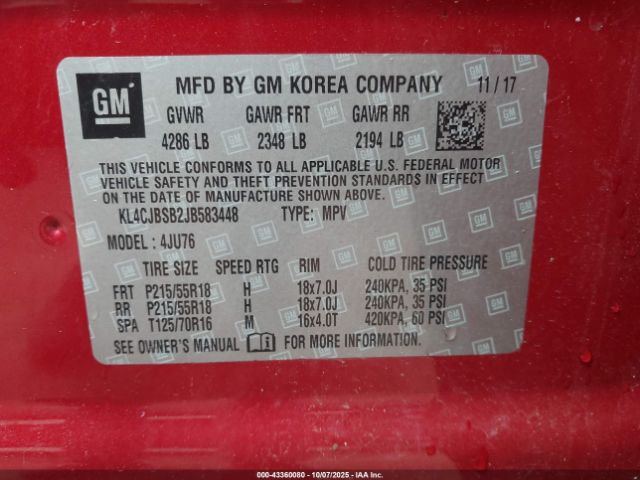 GM
MFD BY GM KOREA COMPANY 11/17
GVWR GAWR FRT GAWR RR
4286 LB 2348 LB 2194 LB
THIS VEHICLE CONFORMS TO ALL APPLICABLE U.S. FEDERAL MOTOR
VEHICLE SAFETY AND THEFT PREVENTION STANDARDS IN EFFECT
ON THE DATE OF MANUFACTURE SHOWN ABOVE.
KL4CJBSB2JB583448 TYPE: MPV
MODEL: 4JU76
TIRE SIZE SPEED RTG RIM COLD TIRE PRESSURE
FRT P215/55R18 H 18x7.0J 240KPA, 35 PSI
RR P215/55R18 H 18x7.0J 240KPA, 35 PSI
SPA T125/70R16 M 16x4.0T 420KPA, 60 PSI
SEE OWNER'S MANUAL FOR MORE INFORMATION.
000-43360080 - 10/07/2025 - IAAI.com